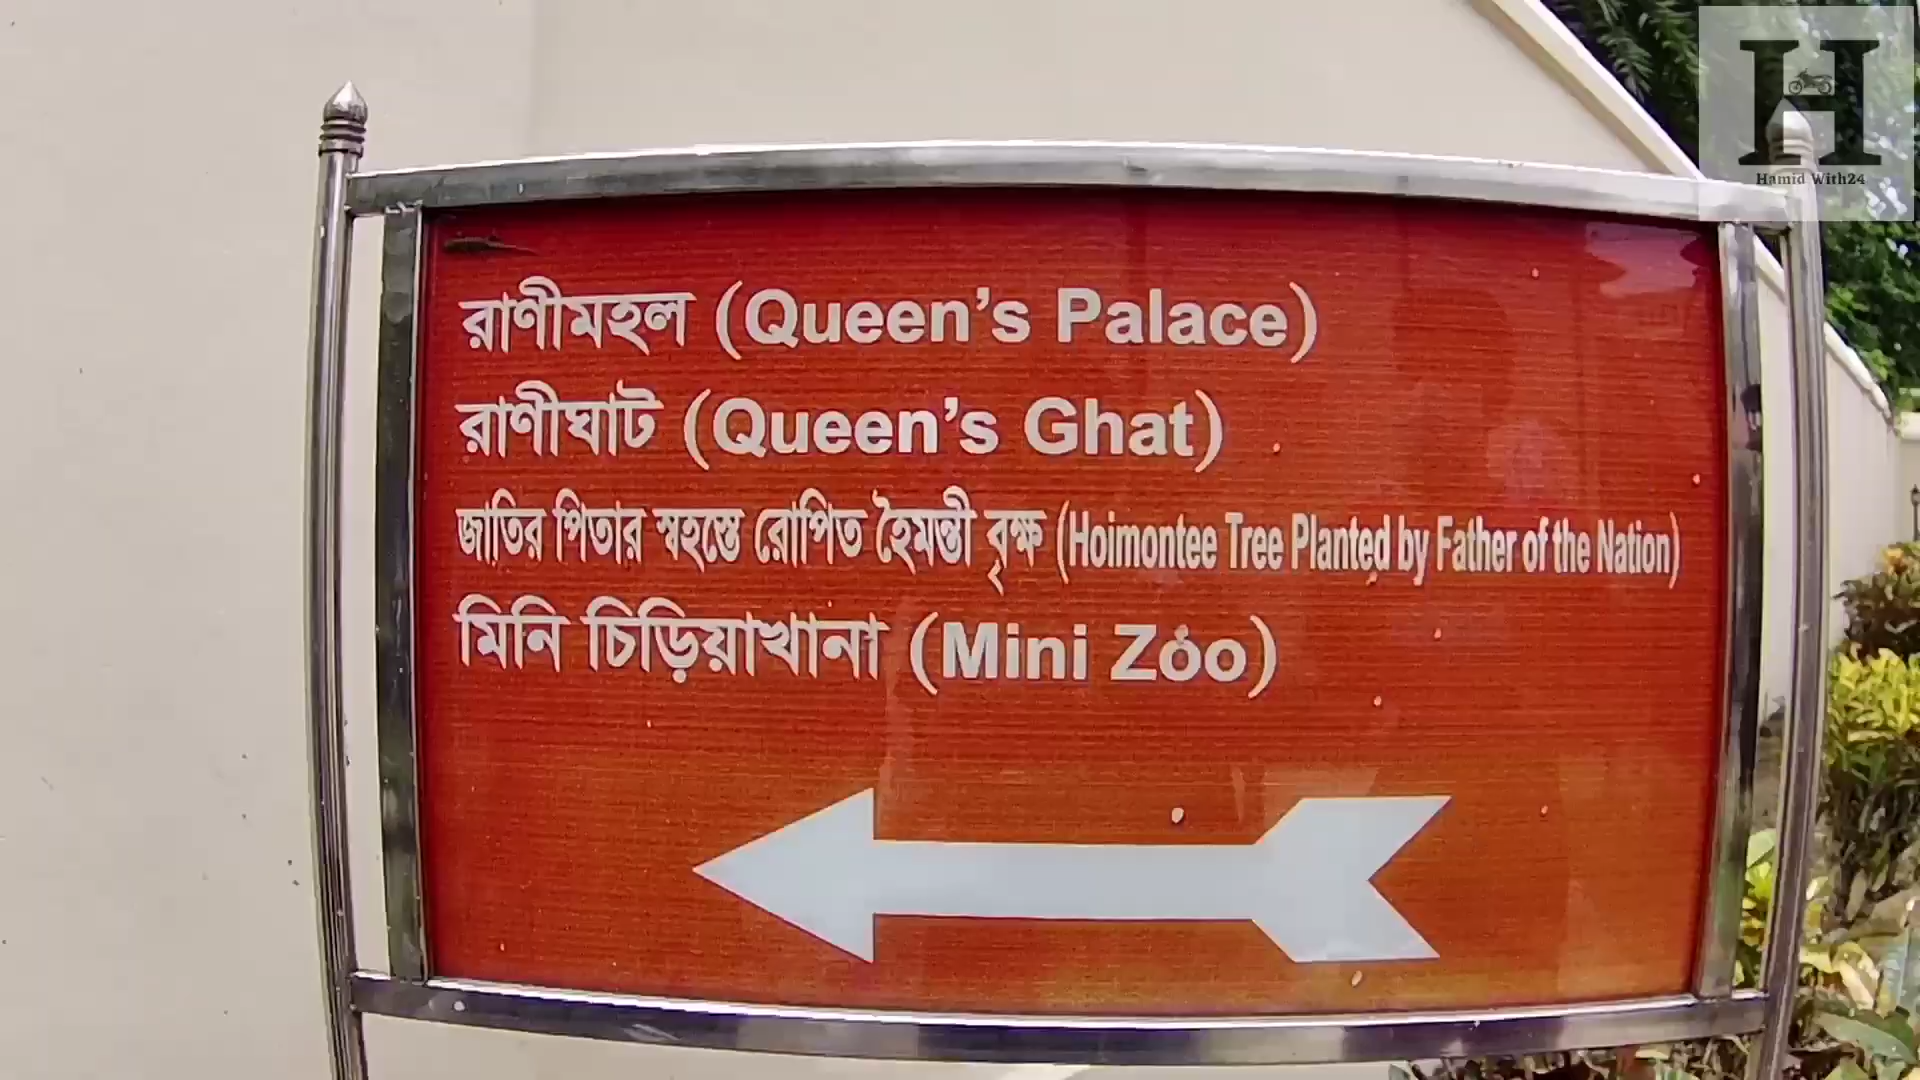 H
Hamid With24
রাণীমহল (Queen's Palace)
রাণীঘাট (Queen's Ghat)
জাতির পিতার স্বহস্তে রোপিত হৈমন্তী বৃক্ষ (Hoimontee Tree Planted by Father of the Nation)
মিনি চিড়িয়াখানা (Mini Zoo)